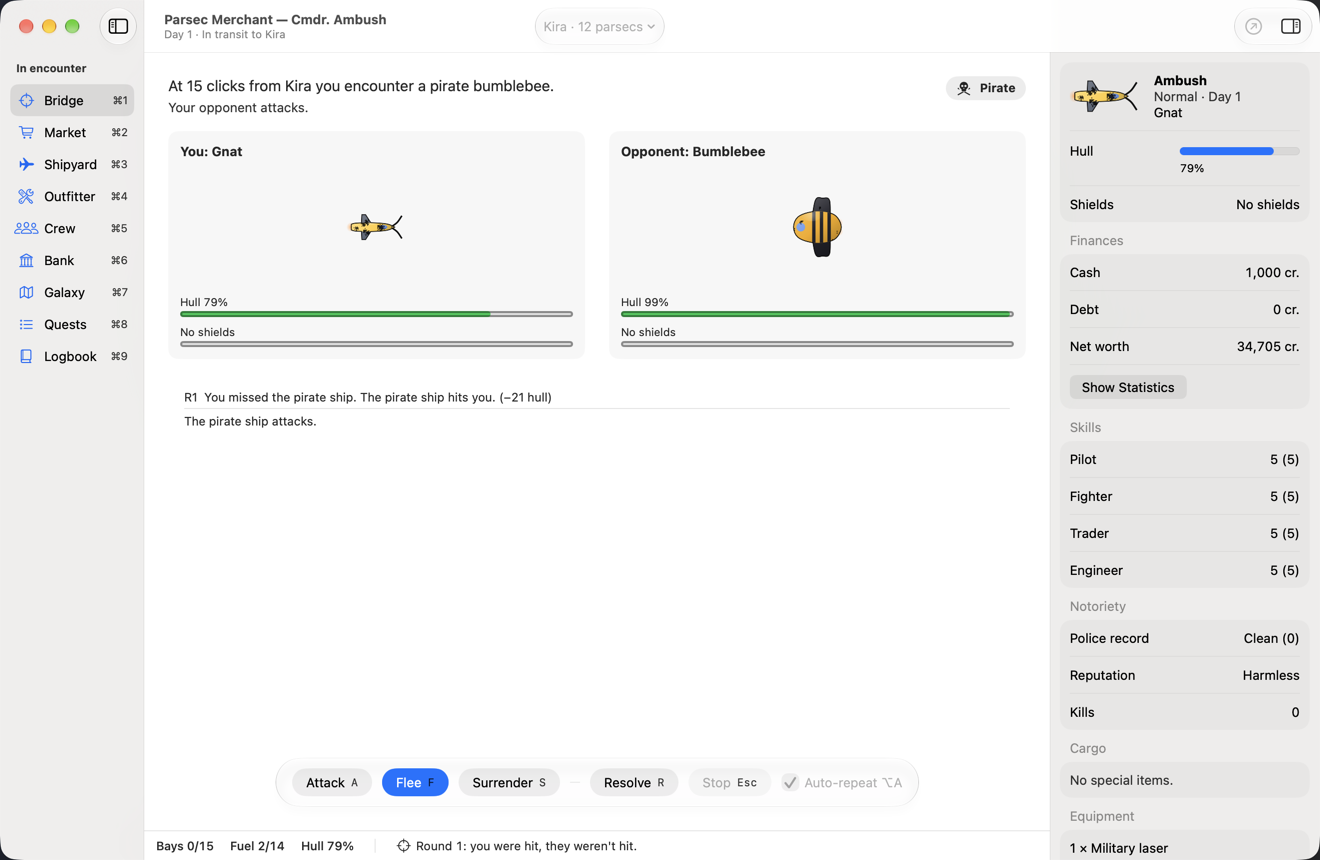 Parsec Merchant — Cmdr. Ambush
Day 1 · In transit to Kira
Kira · 12 parsecs
In encounter
Bridge ⌘1
Market ⌘2
Shipyard ⌘3
Outfitter ⌘4
Crew ⌘5
Bank ⌘6
Galaxy ⌘7
Quests ⌘8
Logbook ⌘9
At 15 clicks from Kira you encounter a pirate bumblebee.
Your opponent attacks.
Pirate
You: Gnat
Hull 79%
No shields
Opponent: Bumblebee
Hull 99%
No shields
R1 You missed the pirate ship. The pirate ship hits you. (−21 hull)
The pirate ship attacks.
Attack A
Flee F
Surrender S
Resolve R
Stop Esc
Auto-repeat ⌥A
Bays 0/15 Fuel 2/14 Hull 79% Round 1: you were hit, they weren't hit.
Ambush
Normal · Day 1
Gnat
Hull
79%
Shields No shields
Finances
Cash 1,000 cr.
Debt 0 cr.
Net worth 34,705 cr.
Show Statistics
Skills
Pilot 5 (5)
Fighter 5 (5)
Trader 5 (5)
Engineer 5 (5)
Notoriety
Police record Clean (0)
Reputation Harmless
Kills 0
Cargo
No special items.
Equipment
1 × Military laser